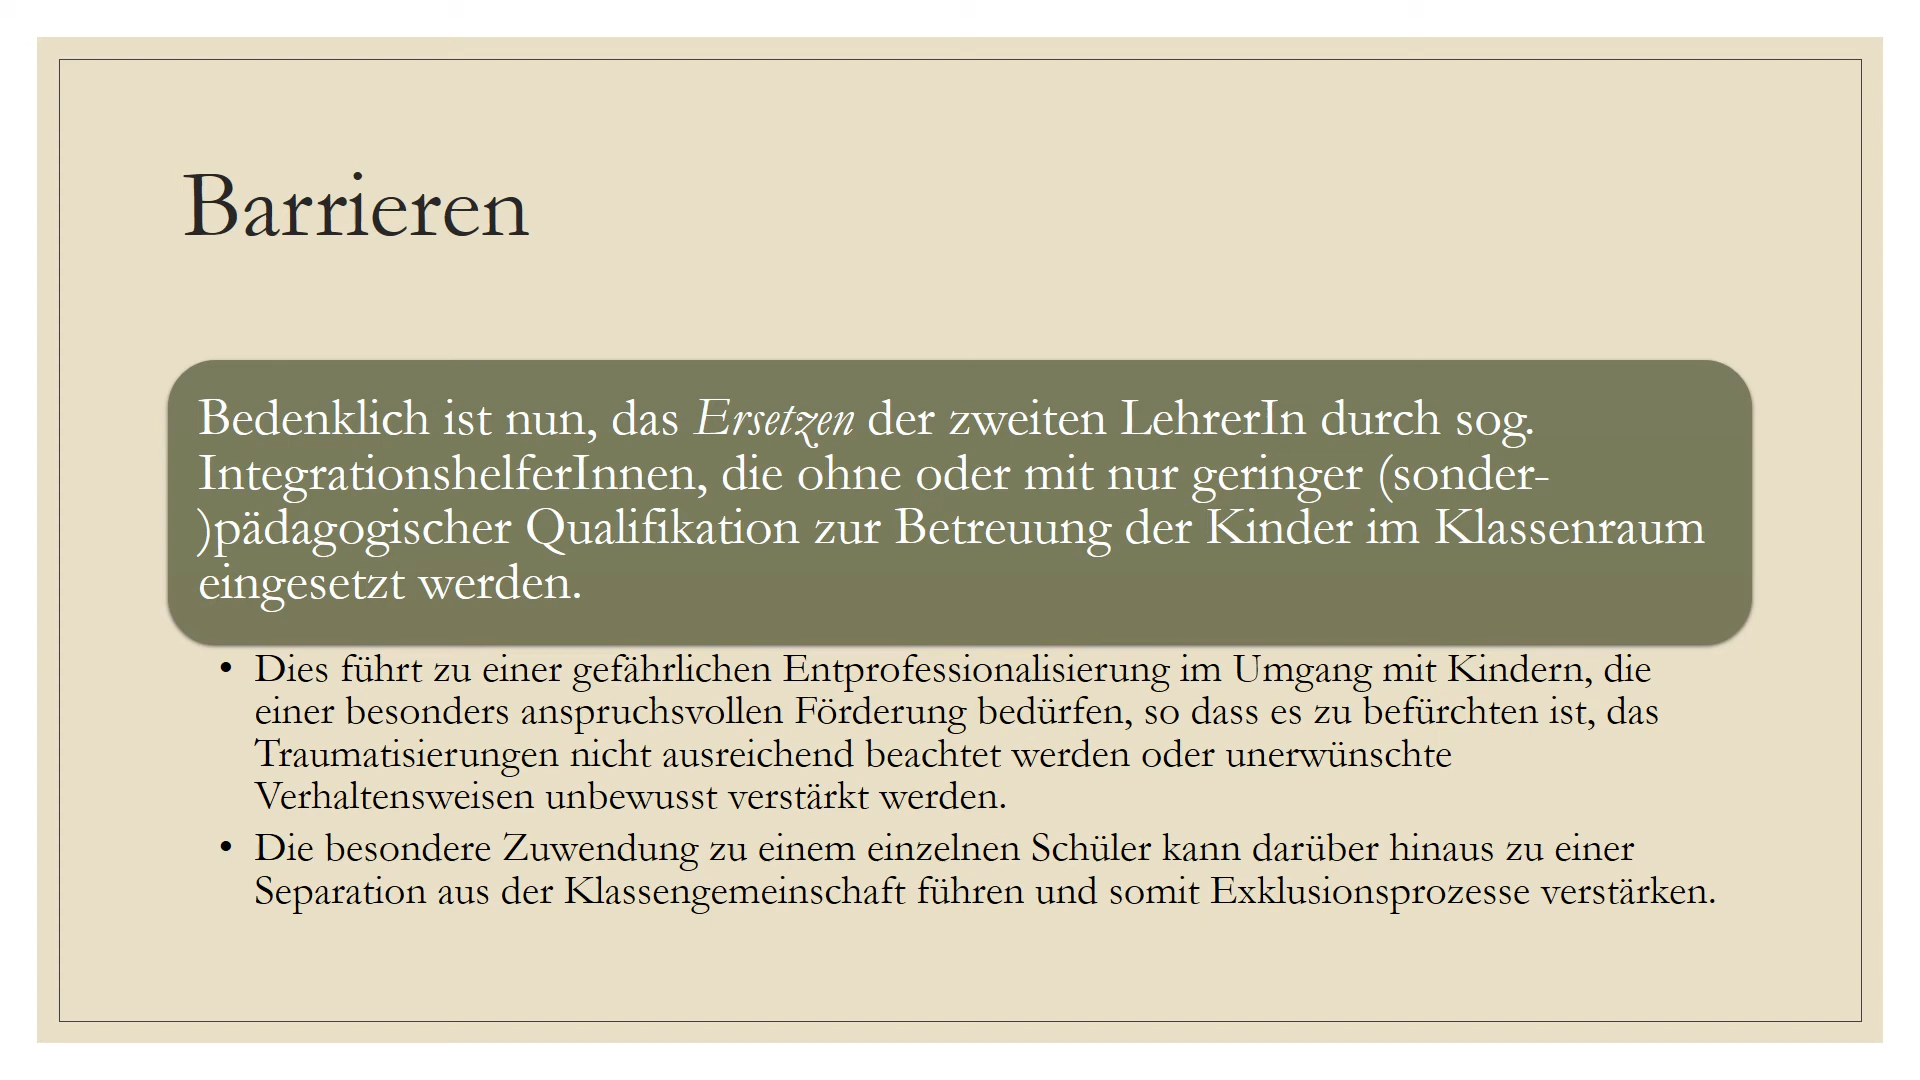 Barrieren
Bedenklich ist nun, das Ersetzen der zweiten LehrerIn durch sog.
IntegrationshelferInnen, die ohne oder mit nur geringer (sonder-
)pädagogischer Qualifikation zur Betreuung der Kinder im Klassenraum
eingesetzt werden.
• Dies führt zu einer gefährlichen Entprofessionalisierung im Umgang mit Kindern, die
einer besonders anspruchsvollen Förderung bedürfen, so dass es zu befürchten ist, das
Traumatisierungen nicht ausreichend beachtet werden oder unerwünschte
Verhaltensweisen unbewusst verstärkt werden.
• Die besondere Zuwendung zu einem einzelnen Schüler kann darüber hinaus zu einer
Separation aus der Klassengemeinschaft führen und somit Exklusionsprozesse verstärken.